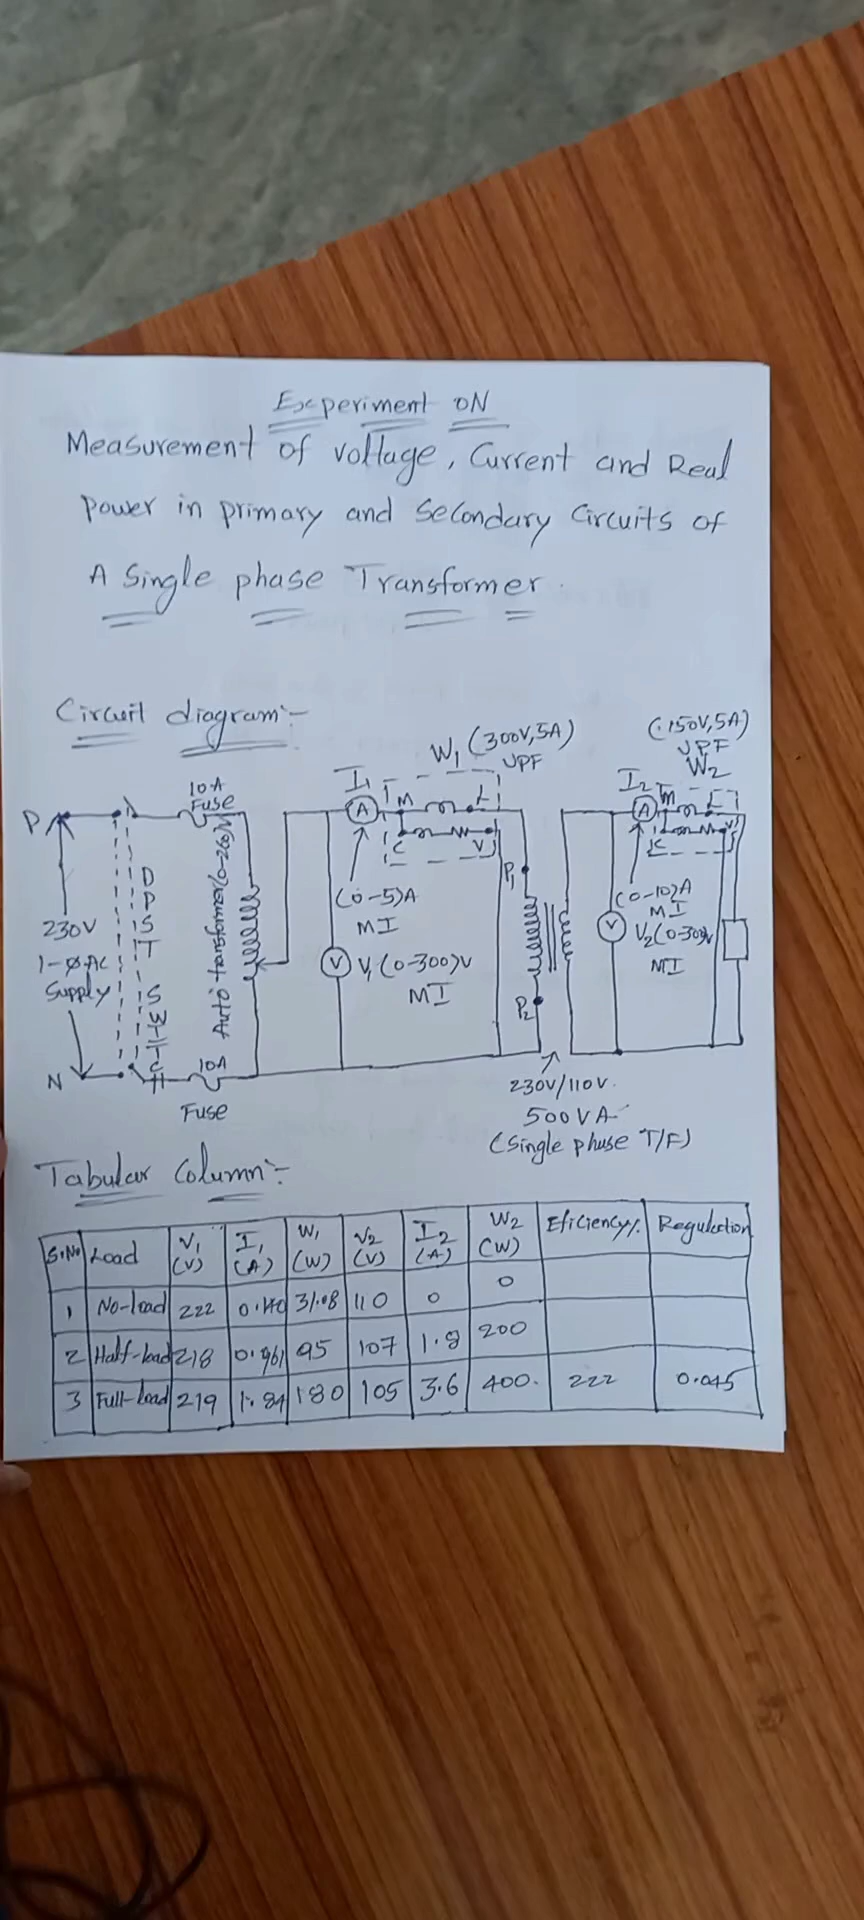 Experiment ON
Measurement of voltage, Current and Real
Power in primary and Secondary Circuits of
A Single phase Transformer.
Circuit diagram:-
W1 (300V,5A)
UPF
(150V,5A)
UPF
W2
10A
Fuse
I1
I2
P
A
M
L
C
V
A
M
L
C
V
230V
1-ø AC
Supply
DPST SWITCH
Auto transformer (0-260)V
(0-5)A
MI
V
V1 (0-300)V
MI
P1
P2
(0-10)A
MI
V
V2 (0-300)V
MI
N
10A
Fuse
230V/110V.
500VA
(Single phase T/F)
Tabular Column:-
S.No Load V1 (V) I1 (A) W1 (W) V2 (V) I2 (A) W2 (W) Eficiency% Regulation
1 No-load 222 31.08 110 0 0
2 Half-load 218 0.961 95 107 1.8 200
3 Full-load 219 1.84 180 105 3.6 400. 222 0.045